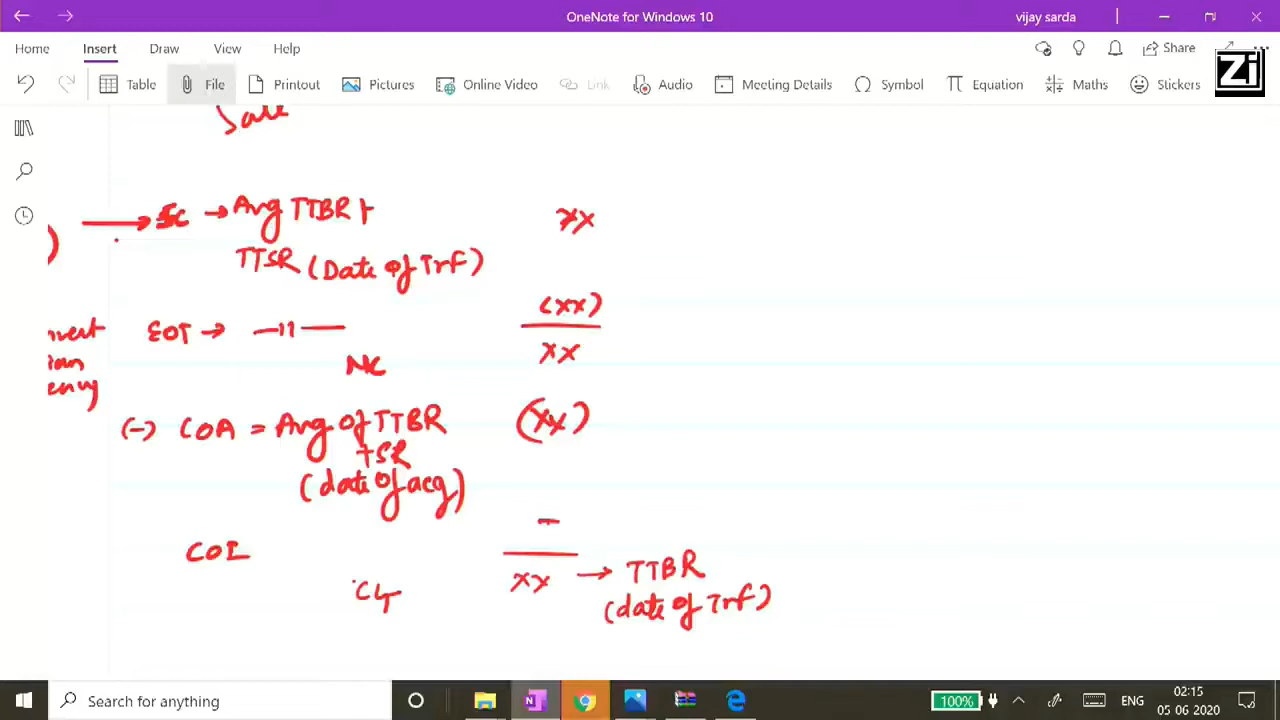 OneNote for Windows 10
vijay sarda
Home Insert Draw View Help Share
Table File Printout Pictures Online Video Link Audio Meeting Details Symbol Equation Maths Stickers
Zi
Sale
→ SC → Avg TTBR + xx
TTSR (Date of Trf)
(xx)
EOT → —11—
xx
NC
(-) COA = Avg of TTBR (xx)
+SR
(date of acq)
-
COI
CG xx → TTBR
(date of Trf)
Search for anything
100% ENG 02:15
05-06-2020